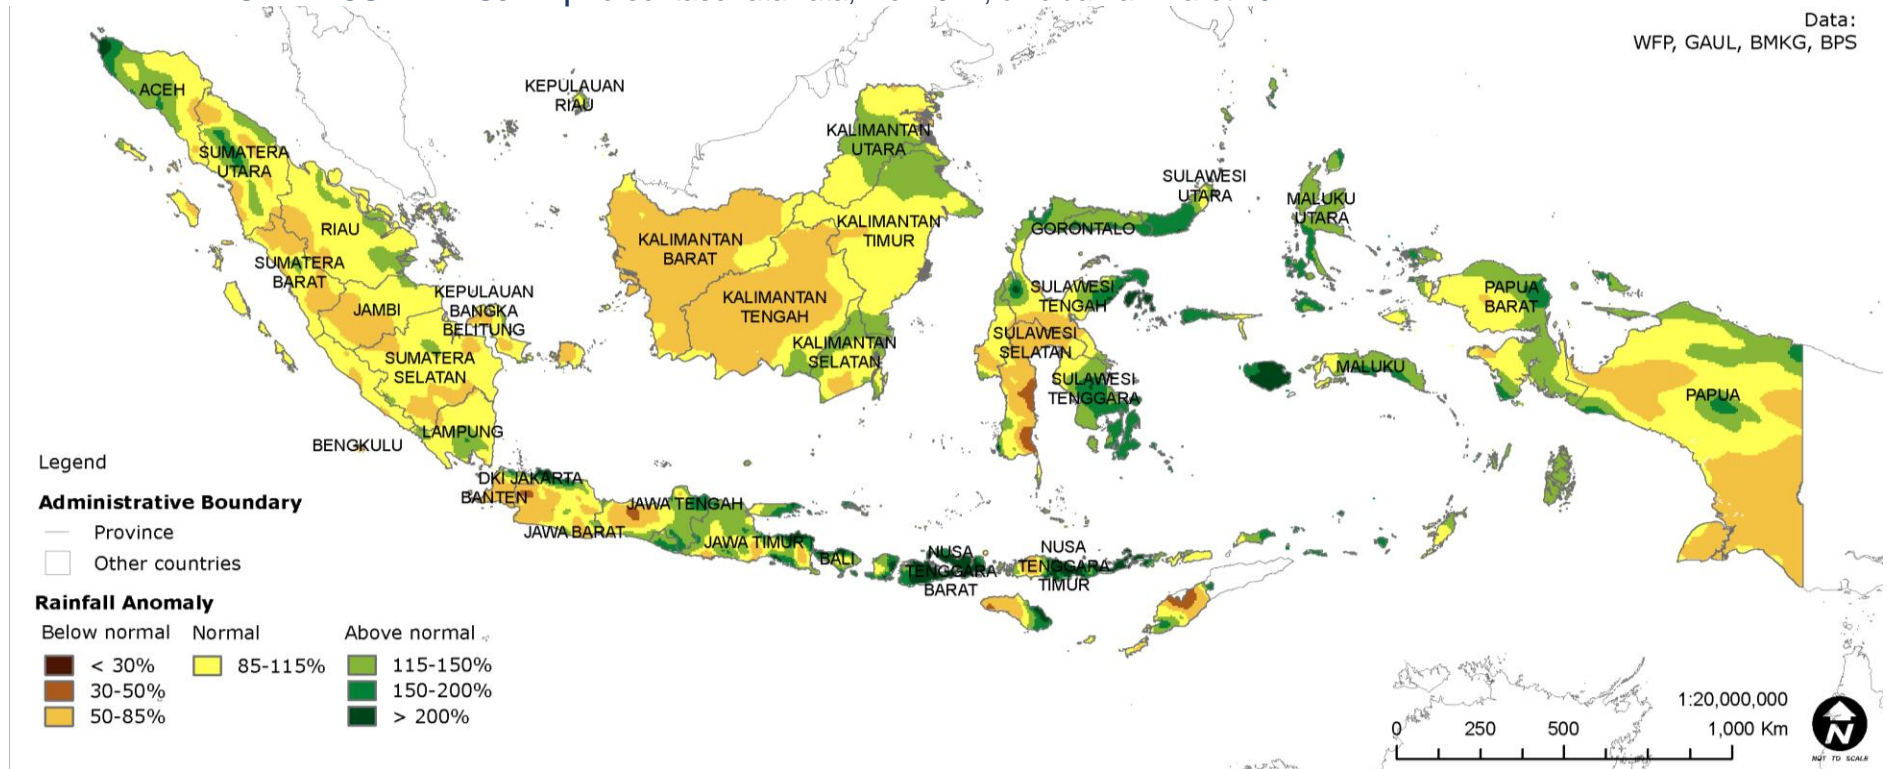 Data:
WFP, GAUL, BMKG, BPS
ACEH
KEPULAUAN
RIAU
SUMATERA
UTARA
KALIMANTAN
UTARA
SULAWESI
UTARA
MALUKU
UTARA
RIAU
KALIMANTAN
BARAT
KALIMANTAN
TIMUR
GORONTALO
SUMATERA
BARAT
JAMBI
KEPULAUAN
BANGKA
BELITUNG
KALIMANTAN
TENGAH
SULAWESI
TENGAH
PAPUA
BARAT
SUMATERA
SELATAN
KALIMANTAN
SELATAN
SULAWESI
SELATAN
SULAWESI
TENGGARA
MALUKU
PAPUA
BENGKULU
LAMPUNG
DKI JAKARTA
BANTEN
JAWA BARAT
JAWA TENGAH
JAWA TIMUR
BALI
NUSA
TENGGARA
BARAT
NUSA
TENGGARA
TIMUR
Legend
Administrative Boundary
Province
Other countries
Rainfall Anomaly
Below normal Normal Above normal
< 30% 85-115% 115-150%
30-50% 150-200%
50-85% > 200%
1:20,000,000
0 250 500 1,000 Km
N
NOT TO SCALE